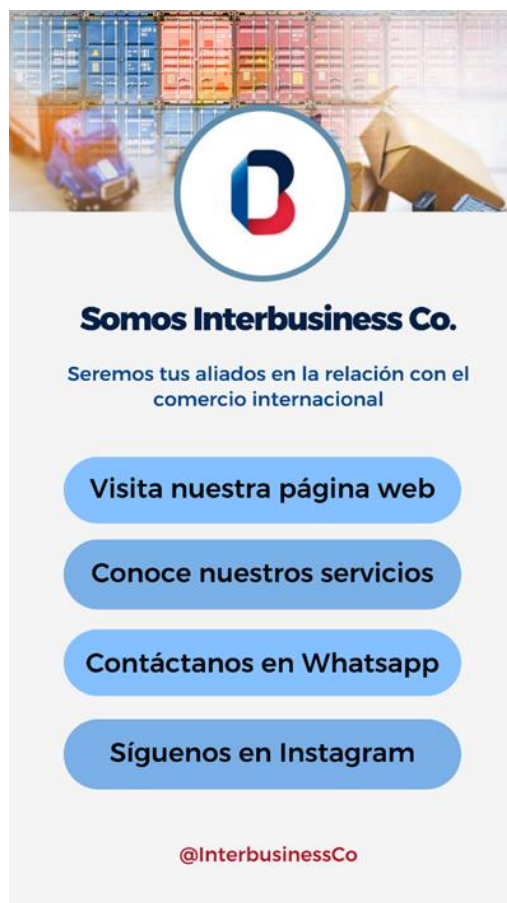 Somos Interbusiness Co.
Seremos tus aliados en la relación con el
comercio internacional
Visita nuestra página web
Conoce nuestros servicios
Contáctanos en Whatsapp
Síguenos en Instagram
@InterbusinessCo